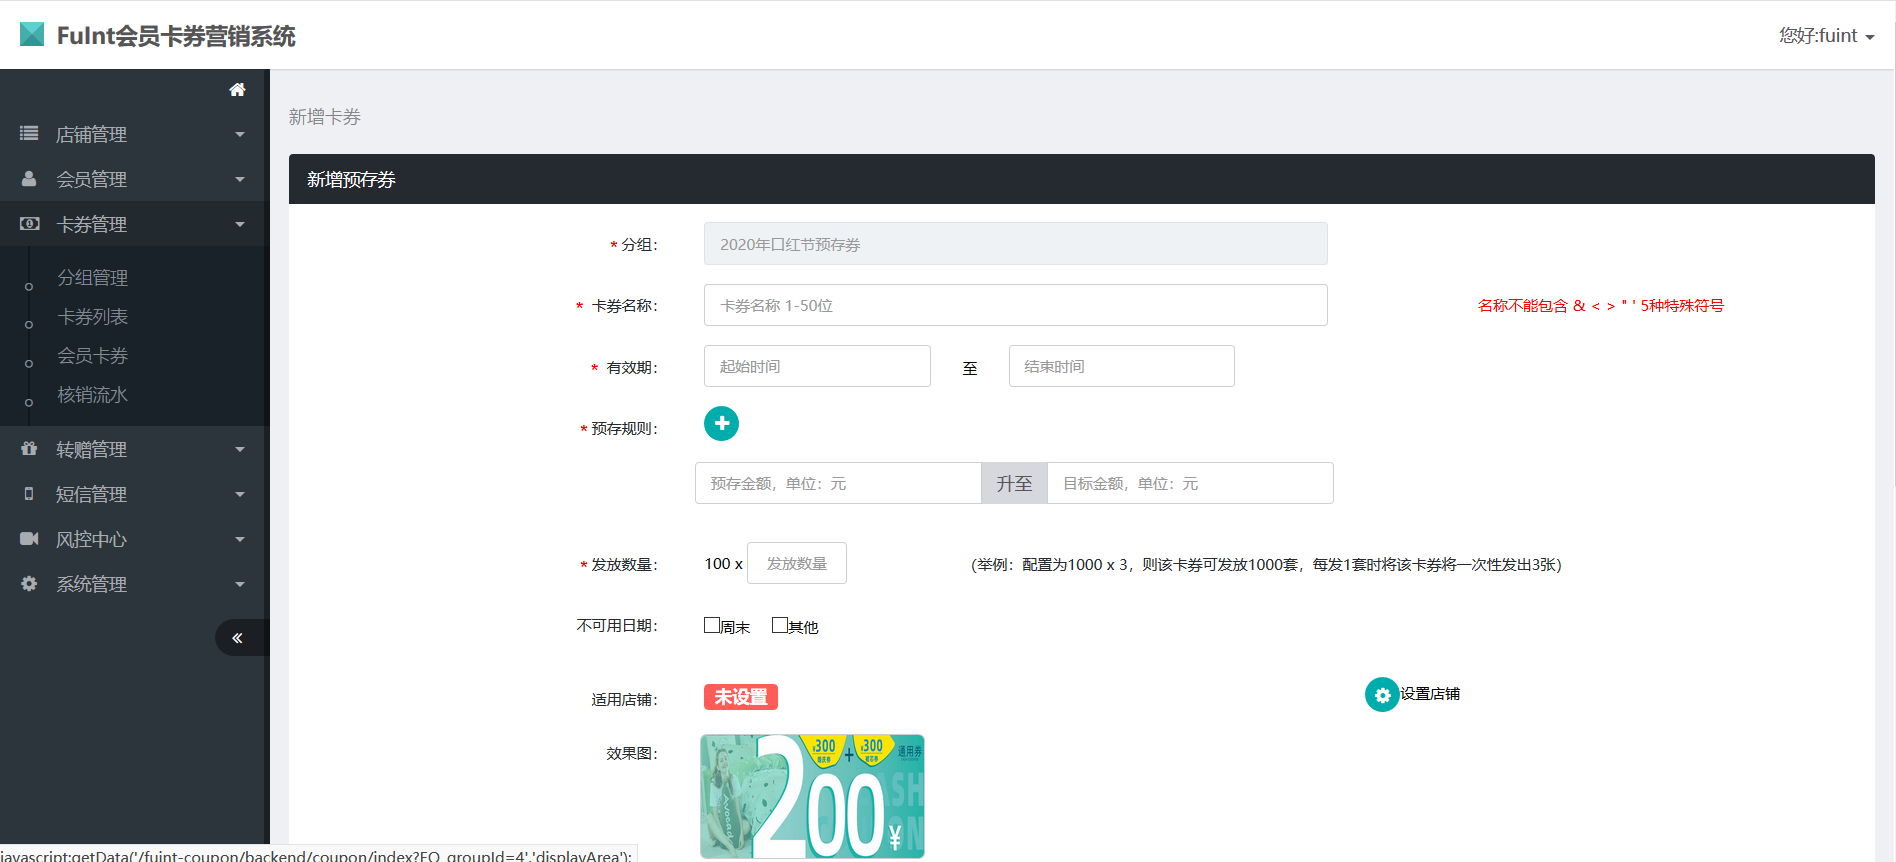 FuInt会员卡券营销系统
您好:fuint
店铺管理
会员管理
卡券管理
分组管理
卡券列表
会员卡券
核销流水
转赠管理
短信管理
风控中心
系统管理
新增卡券
新增预存券
* 分组：
2020年口红节预存券
* 卡券名称：
卡券名称 1-50位
名称不能包含 & < > " ' 5种特殊符号
* 有效期：
起始时间
至
结束时间
* 预存规则：
预存金额，单位：元
升至
目标金额，单位：元
* 发放数量：
100 x
发放数量
（举例：配置为1000 x 3，则该卡券可发放1000套，每发1套时将该卡券将一次性发出3张）
不可用日期：
周末
其他
适用店铺：
未设置
设置店铺
效果图：
300
+
300
通用券
200
¥
javascript:getData('/fuint-coupon/backend/coupon/index?EQ_groupId=4','displayArea');